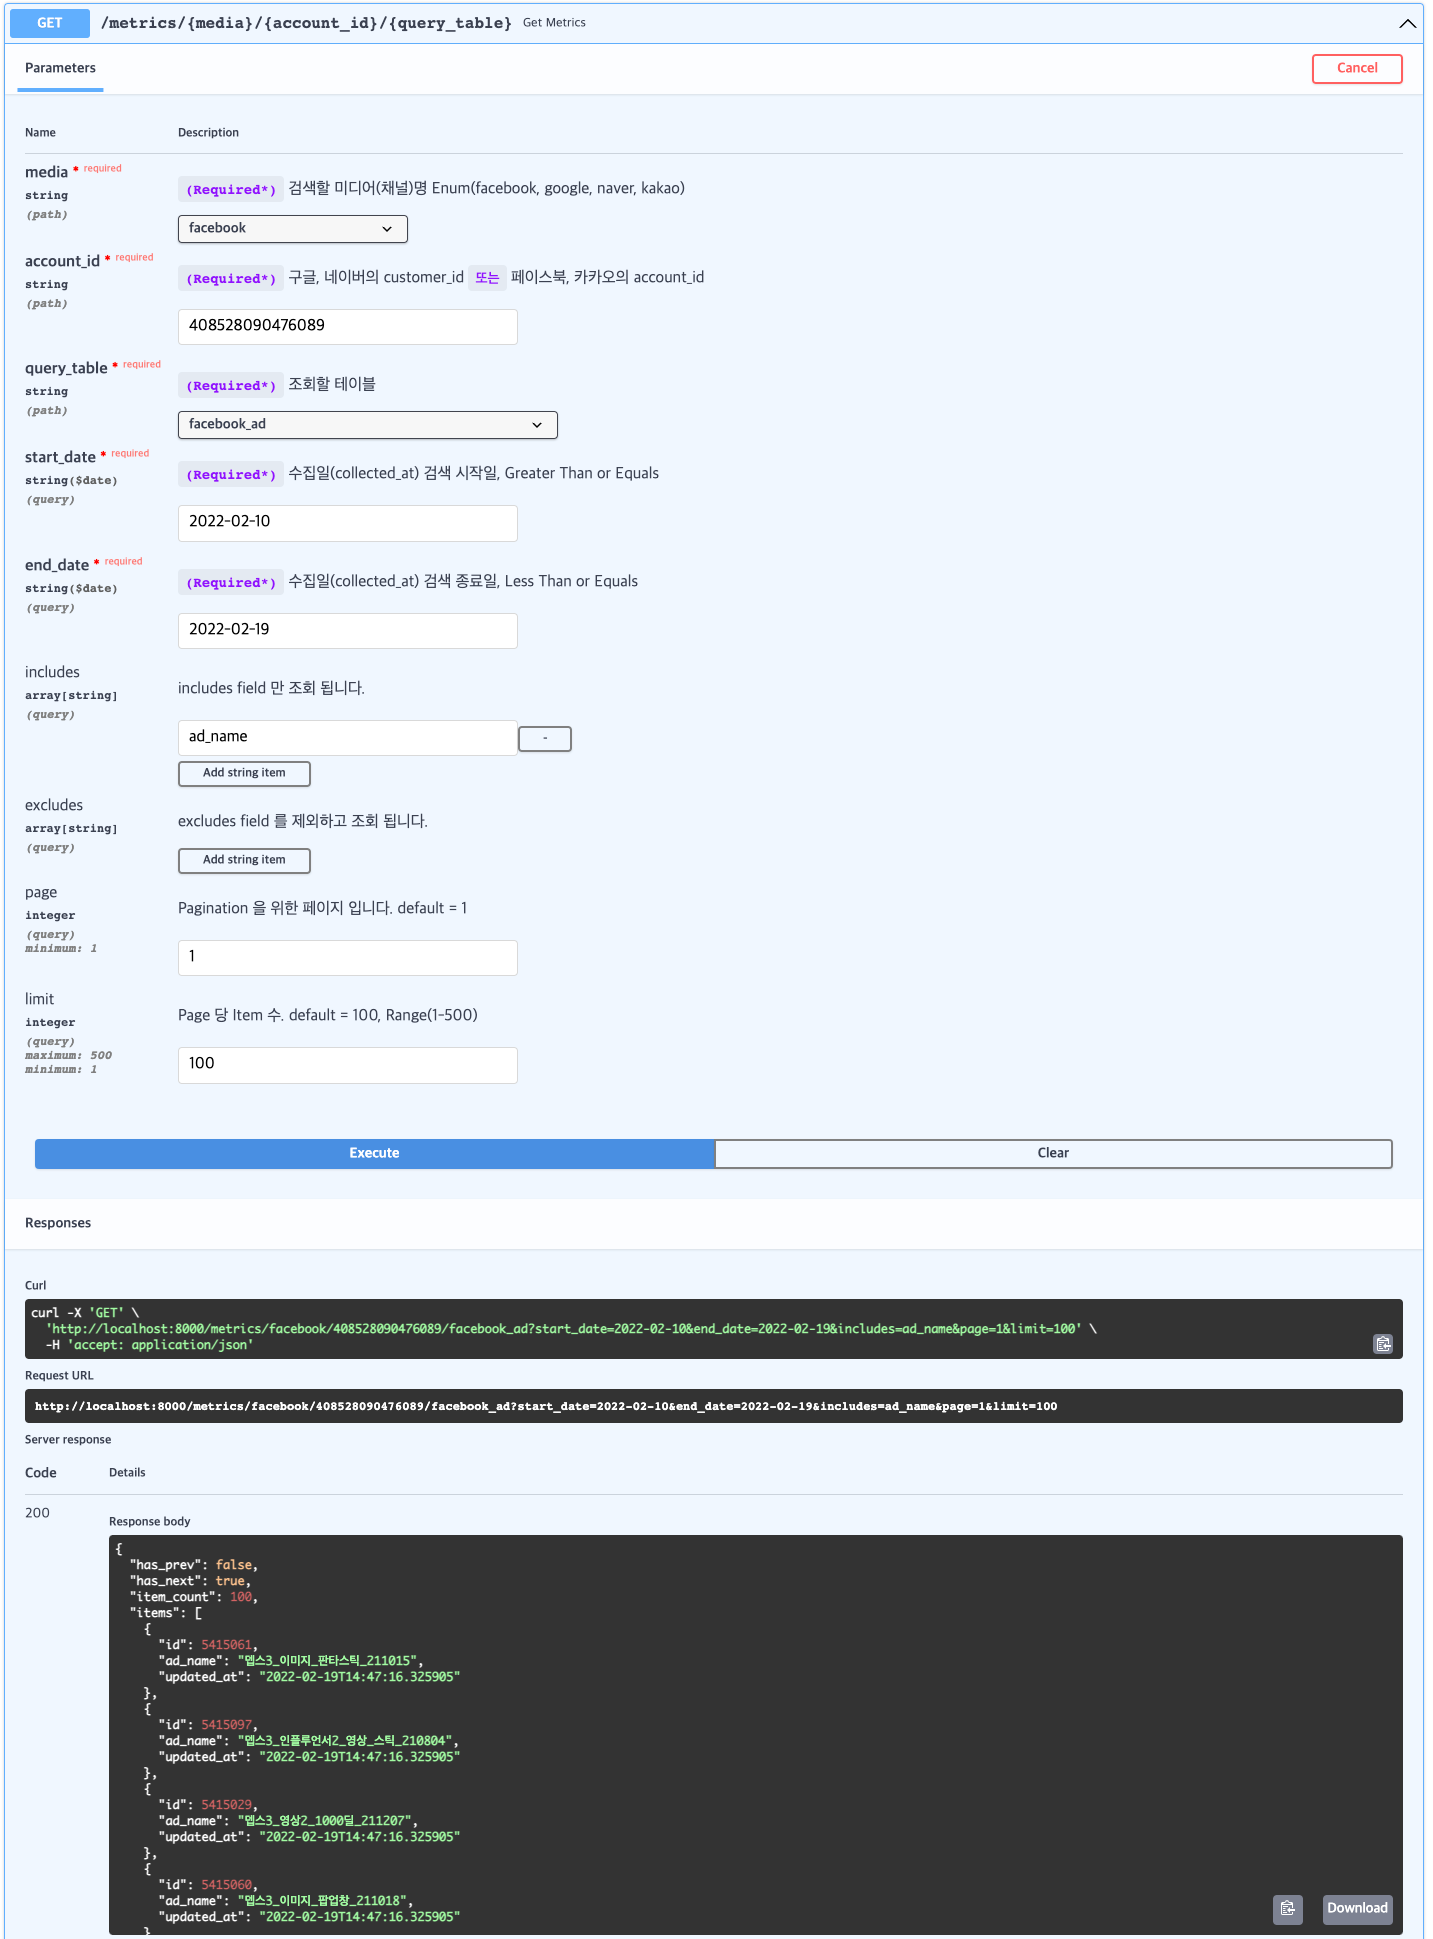 GET /metrics/{media}/{account_id}/{query_table} Get Metrics
Parameters
Cancel
Name Description
media * required
string
(path)
(Required*) 검색할 미디어(채널)명 Enum(facebook, google, naver, kakao)
facebook
account_id * required
string
(path)
(Required*) 구글, 네이버의 customer_id 또는 페이스북, 카카오의 account_id
408528090476089
query_table * required
string
(path)
(Required*) 조회할 테이블
facebook_ad
start_date * required
string($date)
(query)
(Required*) 수집일(collected_at) 검색 시작일, Greater Than or Equals
2022-02-10
end_date * required
string($date)
(query)
(Required*) 수집일(collected_at) 검색 종료일, Less Than or Equals
2022-02-19
includes
array[string]
(query)
includes field 만 조회 됩니다.
ad_name -
Add string item
excludes
array[string]
(query)
excludes field 를 제외하고 조회 됩니다.
Add string item
page
integer
(query)
minimum: 1
Pagination 을 위한 페이지 입니다. default = 1
1
limit
integer
(query)
maximum: 500
minimum: 1
Page 당 Item 수. default = 100, Range(1-500)
100
Execute Clear
Responses
Curl
curl -X 'GET' \
'http://localhost:8000/metrics/facebook/408528090476089/facebook_ad?start_date=2022-02-10&end_date=2022-02-19&includes=ad_name&page=1&limit=100' \
-H 'accept: application/json'
Request URL
http://localhost:8000/metrics/facebook/408528090476089/facebook_ad?start_date=2022-02-10&end_date=2022-02-19&includes=ad_name&page=1&limit=100
Server response
Code Details
200
Response body
{
"has_prev": false,
"has_next": true,
"item_count": 100,
"items": [
{
"id": 5415061,
"ad_name": "뎁스3_이미지_판타스틱_211015",
"updated_at": "2022-02-19T14:47:16.325905"
},
{
"id": 5415097,
"ad_name": "뎁스3_인플루언서2_영상_스틱_210804",
"updated_at": "2022-02-19T14:47:16.325905"
},
{
"id": 5415029,
"ad_name": "뎁스3_영상2_1000딜_211207",
"updated_at": "2022-02-19T14:47:16.325905"
},
{
"id": 5415060,
"ad_name": "뎁스3_이미지_팝업창_211018",
"updated_at": "2022-02-19T14:47:16.325905"
}
Download